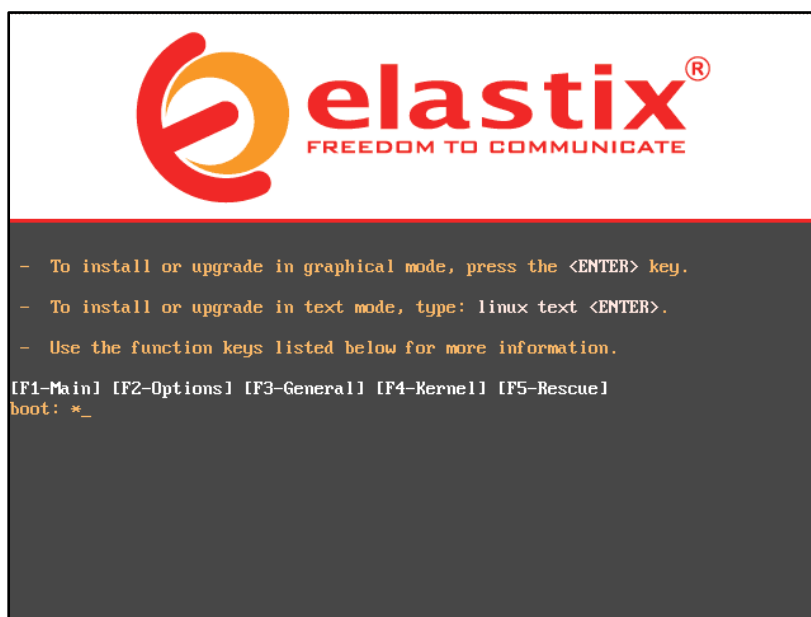 elastix®
FREEDOM TO COMMUNICATE
- To install or upgrade in graphical mode, press the <ENTER> key.
- To install or upgrade in text mode, type: linux text <ENTER>.
- Use the function keys listed below for more information.
[F1-Main] [F2-Options] [F3-General] [F4-Kernel] [F5-Rescue]
boot: *_